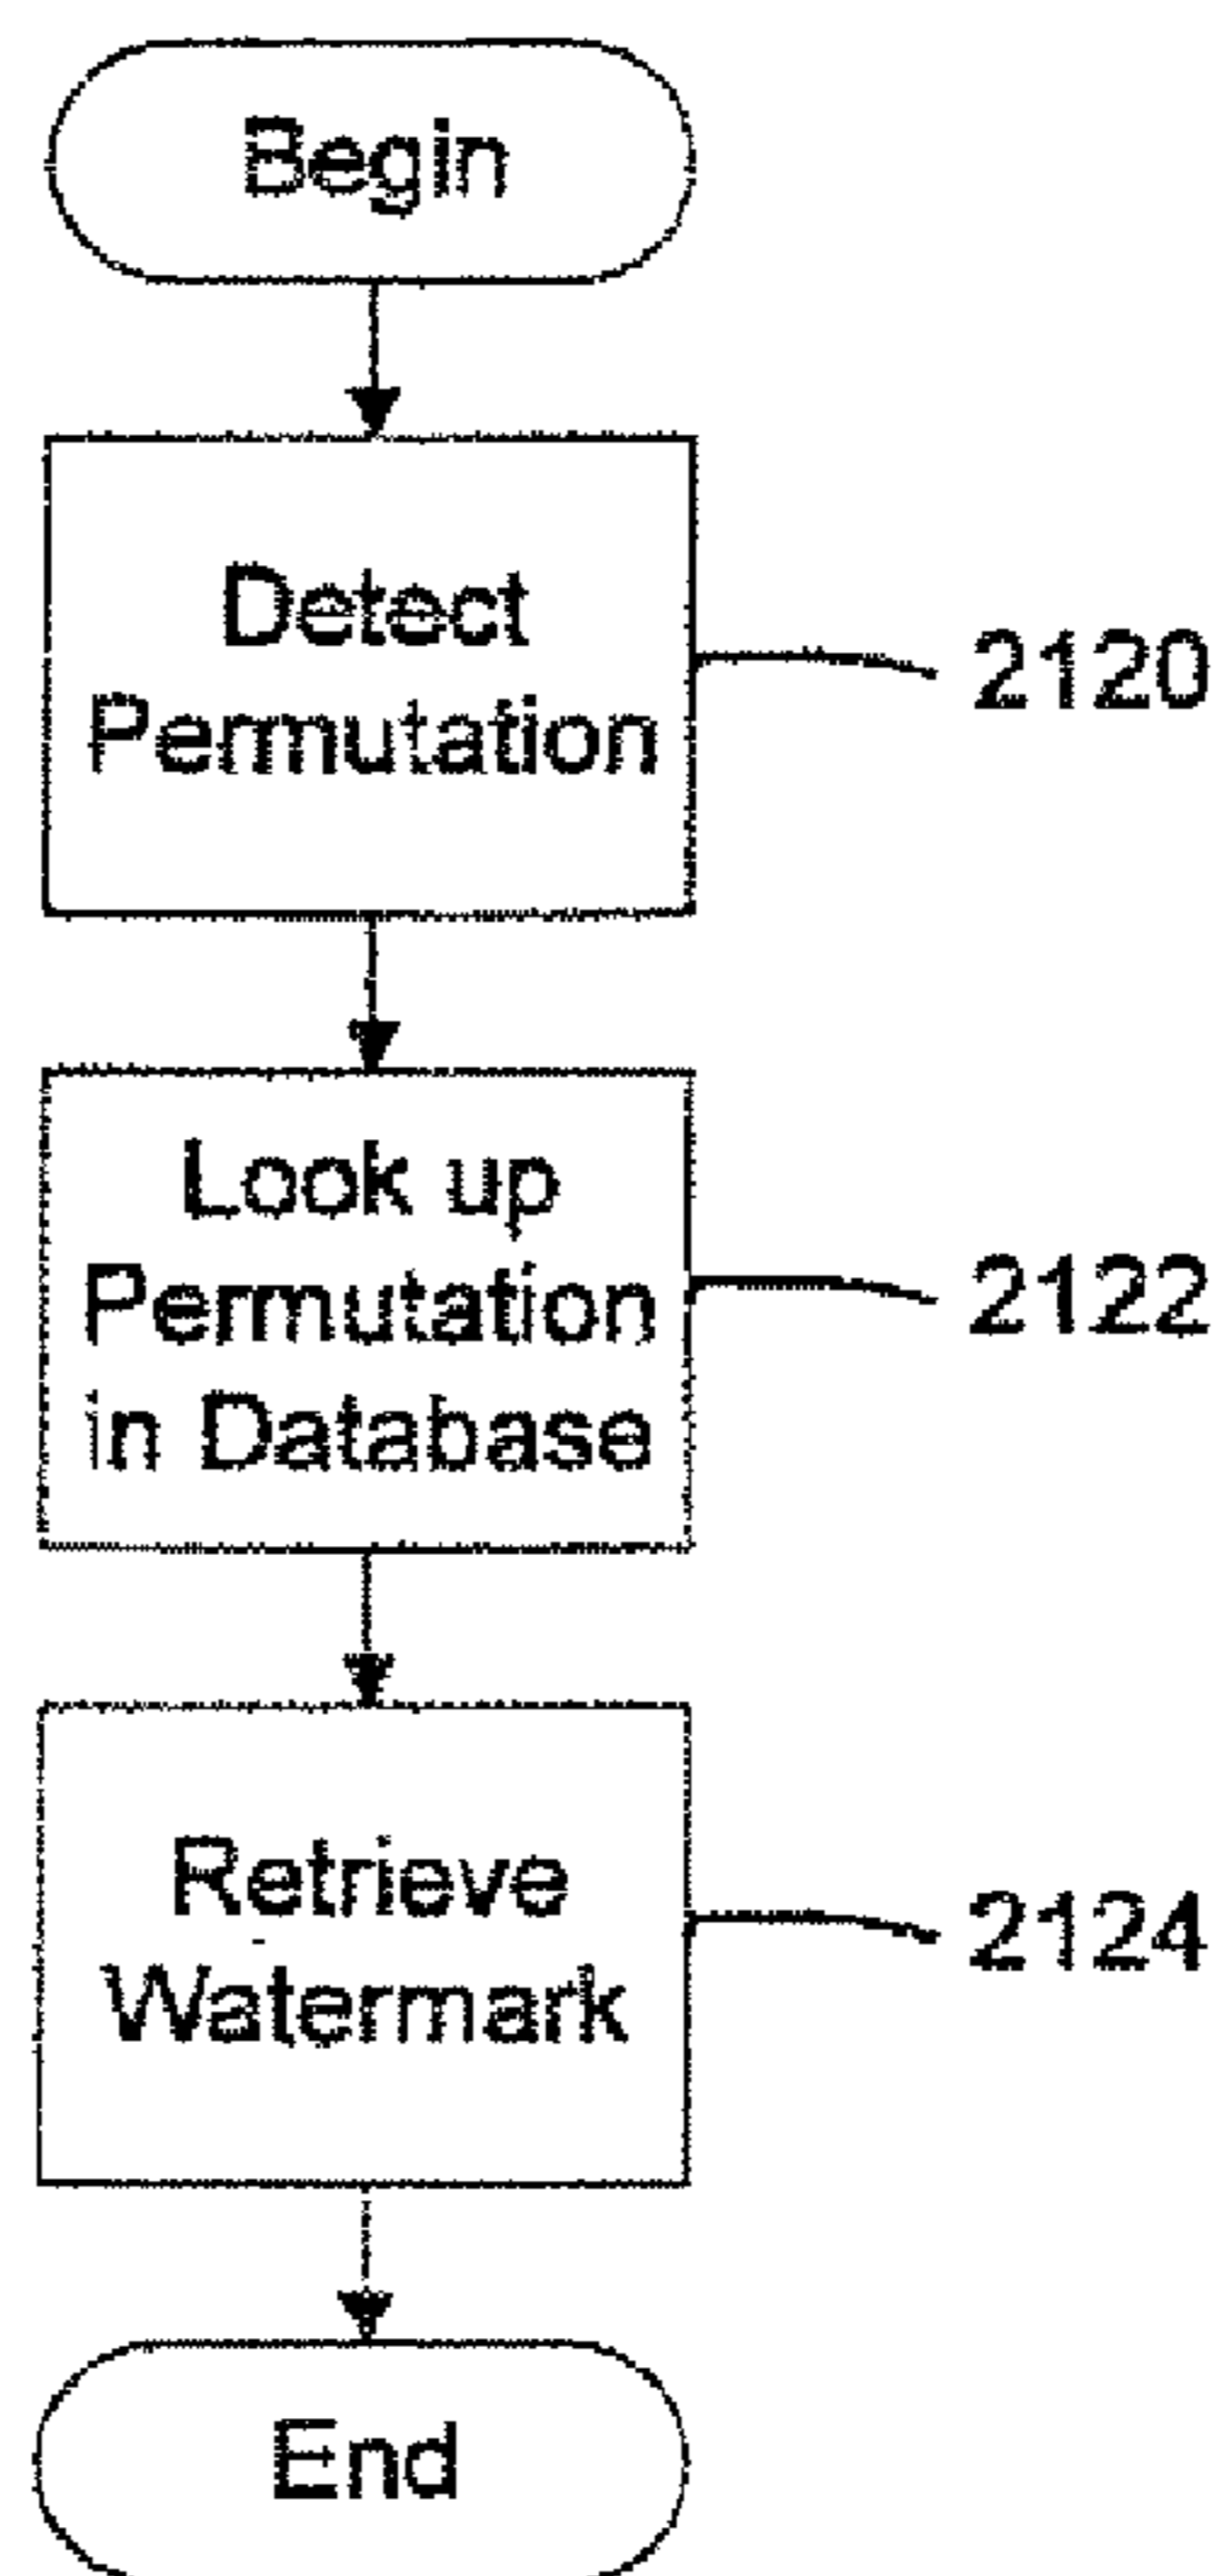 Begin
Detect
Permutation
2120
Look up
Permutation
in Database
2122
Retrieve
Watermark
2124
End